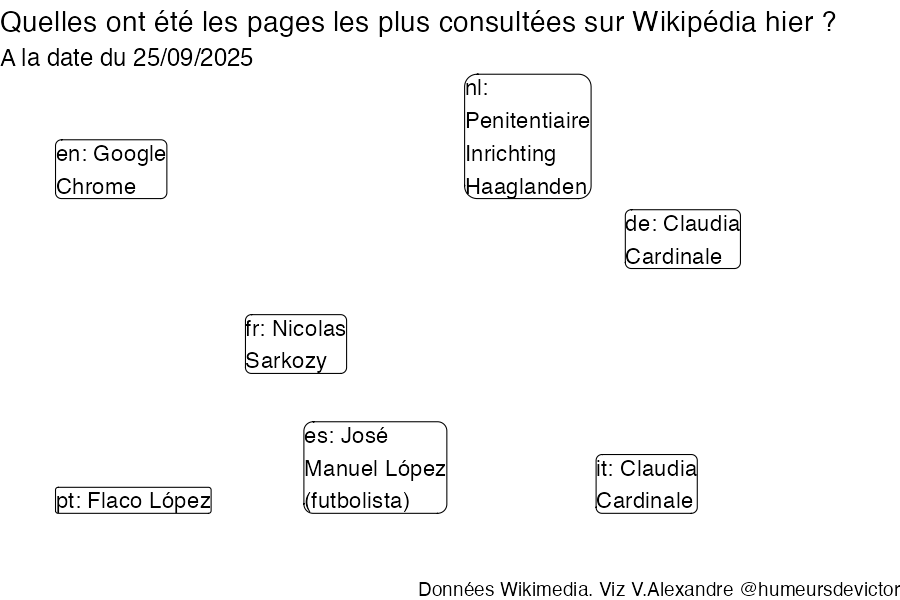 Quelles ont été les pages les plus consultées sur Wikipédia hier ?
A la date du 25/09/2025
nl:
Penitentiaire
Inrichting
Haaglanden
en: Google
Chrome
de: Claudia
Cardinale
fr: Nicolas
Sarkozy
es: José
Manuel López
(futbolista)
it: Claudia
Cardinale
pt: Flaco López
Données Wikimedia. Viz V.Alexandre @humeursdevictor